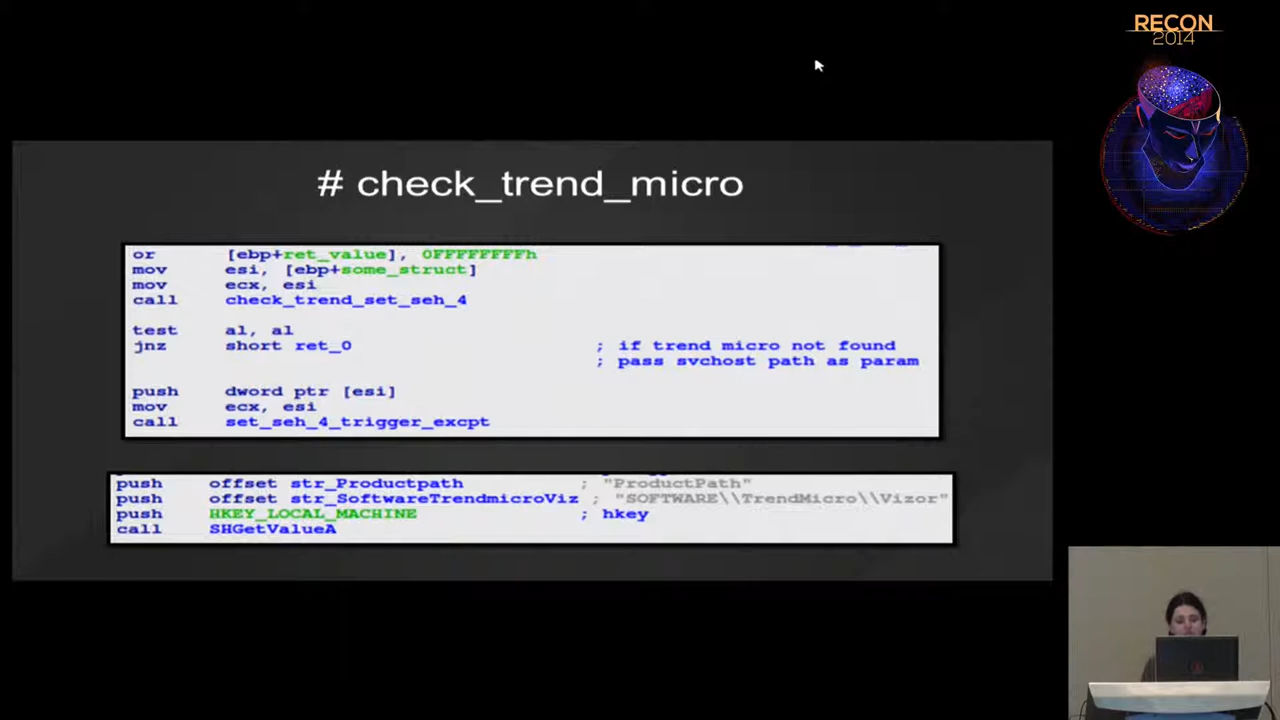 RECON
2014
# check_trend_micro
or [ebp+ret_value], 0FFFFFFFFh
mov esi, [ebp+some_struct]
mov ecx, esi
call check_trend_set_seh_4
test al, al
jnz short ret_0 ; if trend micro not found
; pass svchost path as param
push dword ptr [esi]
mov ecx, esi
call set_seh_4_trigger_excpt
push offset str_Productpath ; "ProductPath"
push offset str_SoftwareTrendmicroViz ; "SOFTWARE\\TrendMicro\\Vizor"
push HKEY_LOCAL_MACHINE ; hkey
call SHGetValueA